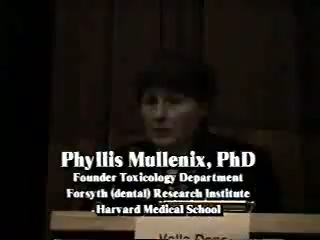 Phyllis Mullenix, PhD
Founder Toxicology Department
Forsyth (dental) Research Institute
-Harvard Medical School